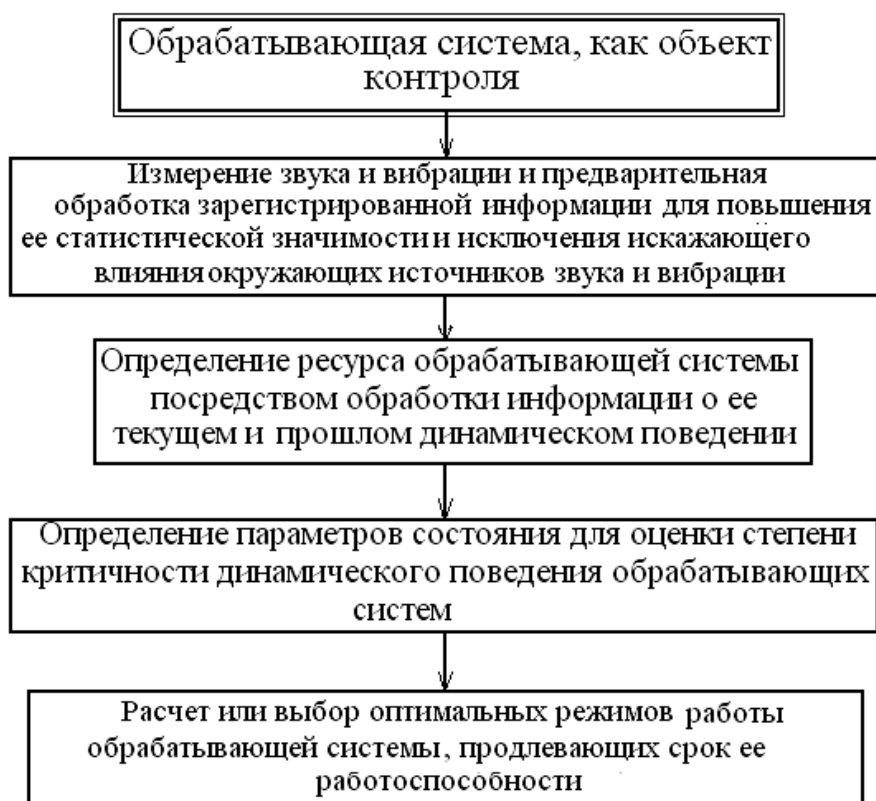 Обрабатывающая система, как объект
контроля
Измерение звука и вибрации и предварительная
обработка зарегистрированной информации для повышения
ее статистической значимости и исключения искажающего
влияния окружающих источников звука и вибрации
Определение ресурса обрабатывающей системы
посредством обработки информации о ее
текущем и прошлом динамическом поведении
Определение параметров состояния для оценки степени
критичности динамического поведения обрабатывающих
систем
Расчет или выбор оптимальных режимов работы
обрабатывающей системы, продлевающих срок ее
работоспособности